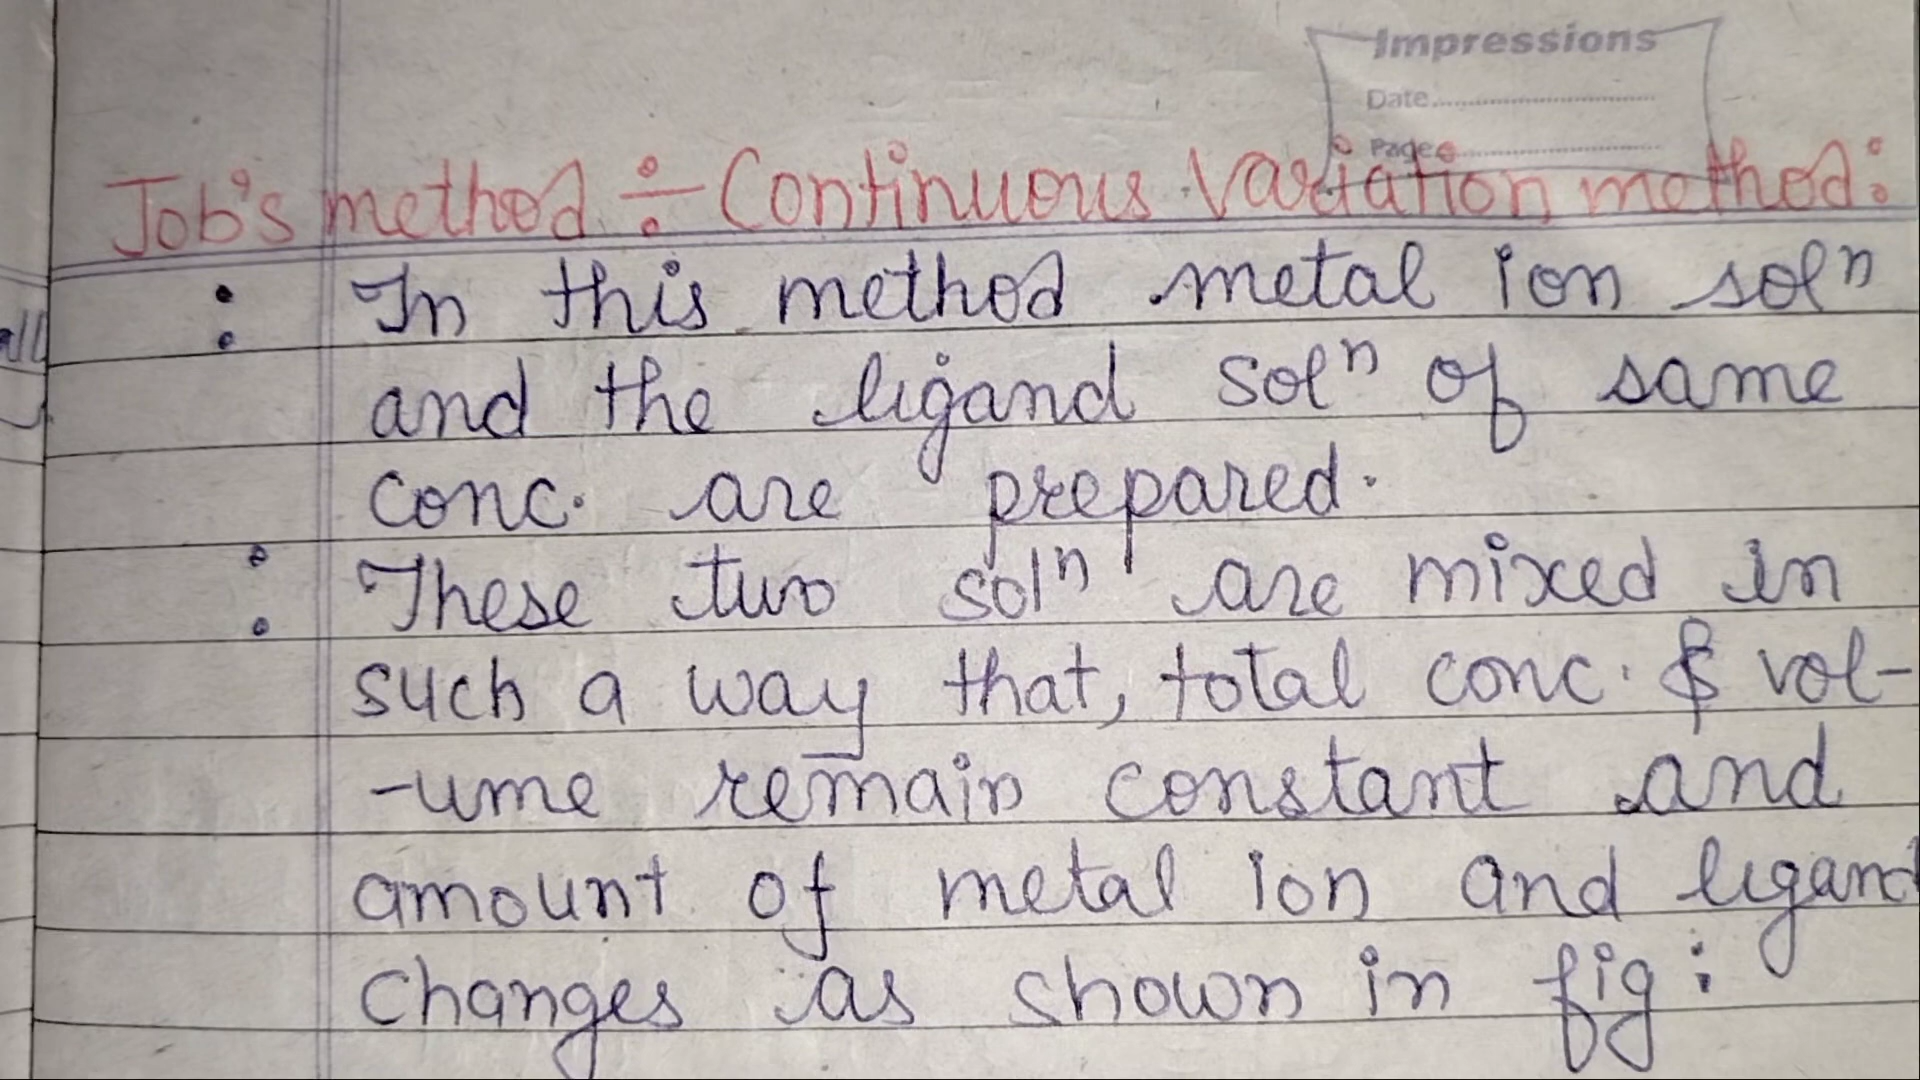 Impressions
Date
Page
Job's method ÷ Continuous Variation method:
: In this method metal ion solⁿ
and the ligand solⁿ of same
conc. are prepared.
: These two solⁿ are mixed in
such a way that, total conc. & vol-
-ume remain constant and
amount of metal ion and ligand
changes as shown in fig:
all